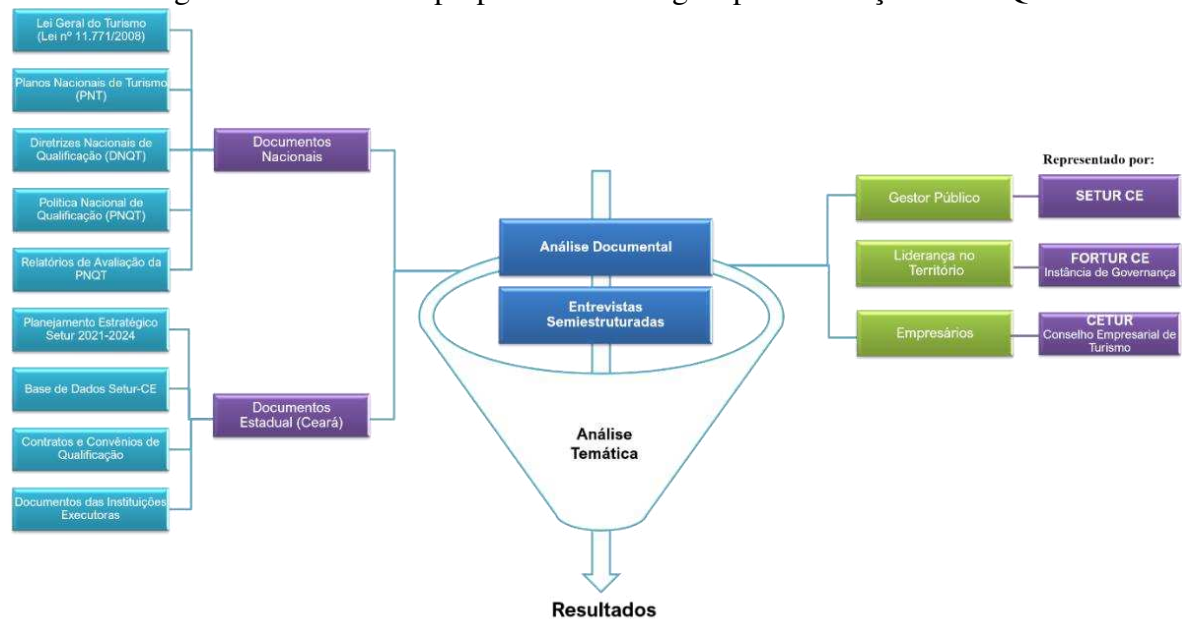 Lei Geral do Turismo
(Lei nº 11.771/2008)
Planos Nacionais do Turismo
(PNT)
Diretrizes Nacionais de
Qualificação (DNQT)
Política Nacional de
Qualificação (PNQT)
Relatórios de Avaliação da
PNQT
Planejamento Estratégico
Setur 2021-2024
Base de Dados Setur-CE
Contratos e Convênios de
Qualificação
Documentos das Instituições
Executoras
Documentos
Nacionais
Documentos
Estadual (Ceará)
Análise Documental
Entrevistas
Semiestruturadas
Análise
Temática
Resultados
Representado por:
Gestor Público
SETUR CE
Liderança no
Território
FORTUR CE
Instância de Governança
Empresários
CETUR
Conselho Empresarial de
Turismo